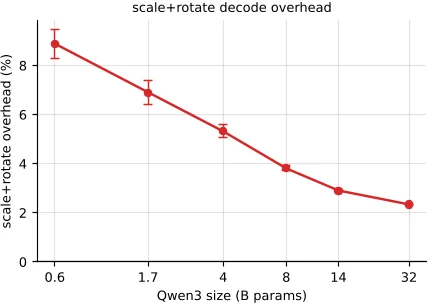 scale+rotate decode overhead
scale+rotate overhead (%)
8
6
4
2
0
0.6 1.7 4 8 14 32
Qwen3 size (B params)